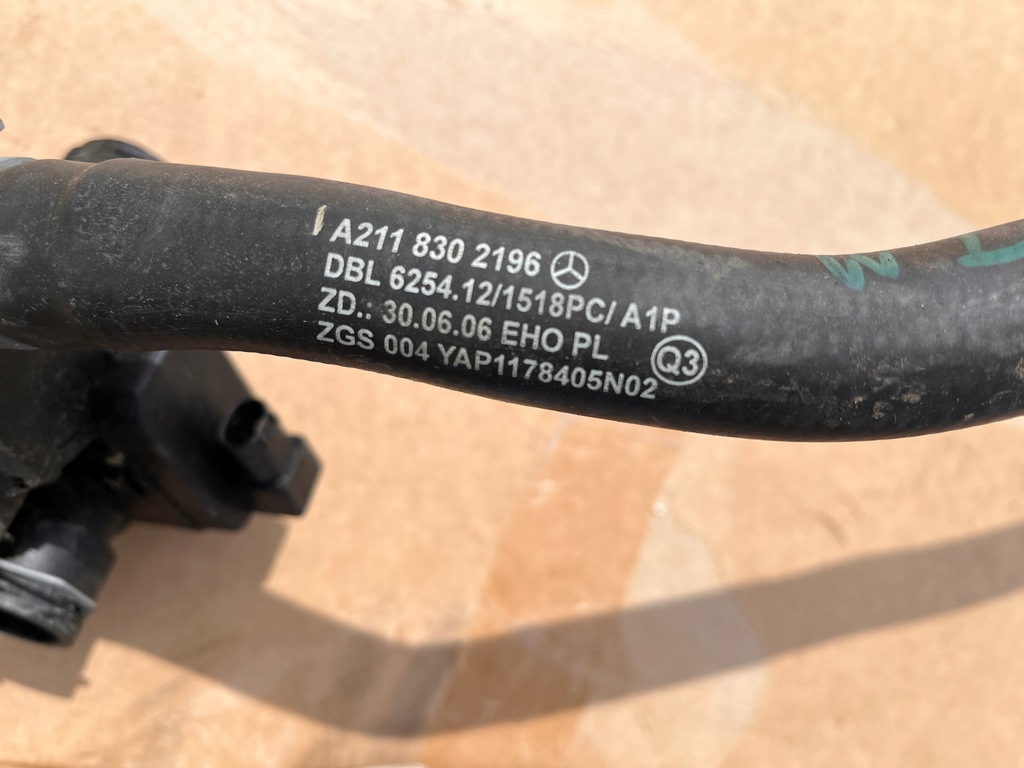 A211 830 2196
DBL 6254.12/1518PC/ A1P
ZD.: 30.06.06 EHO PL
ZGS 004 YAP1178405N02
Q3